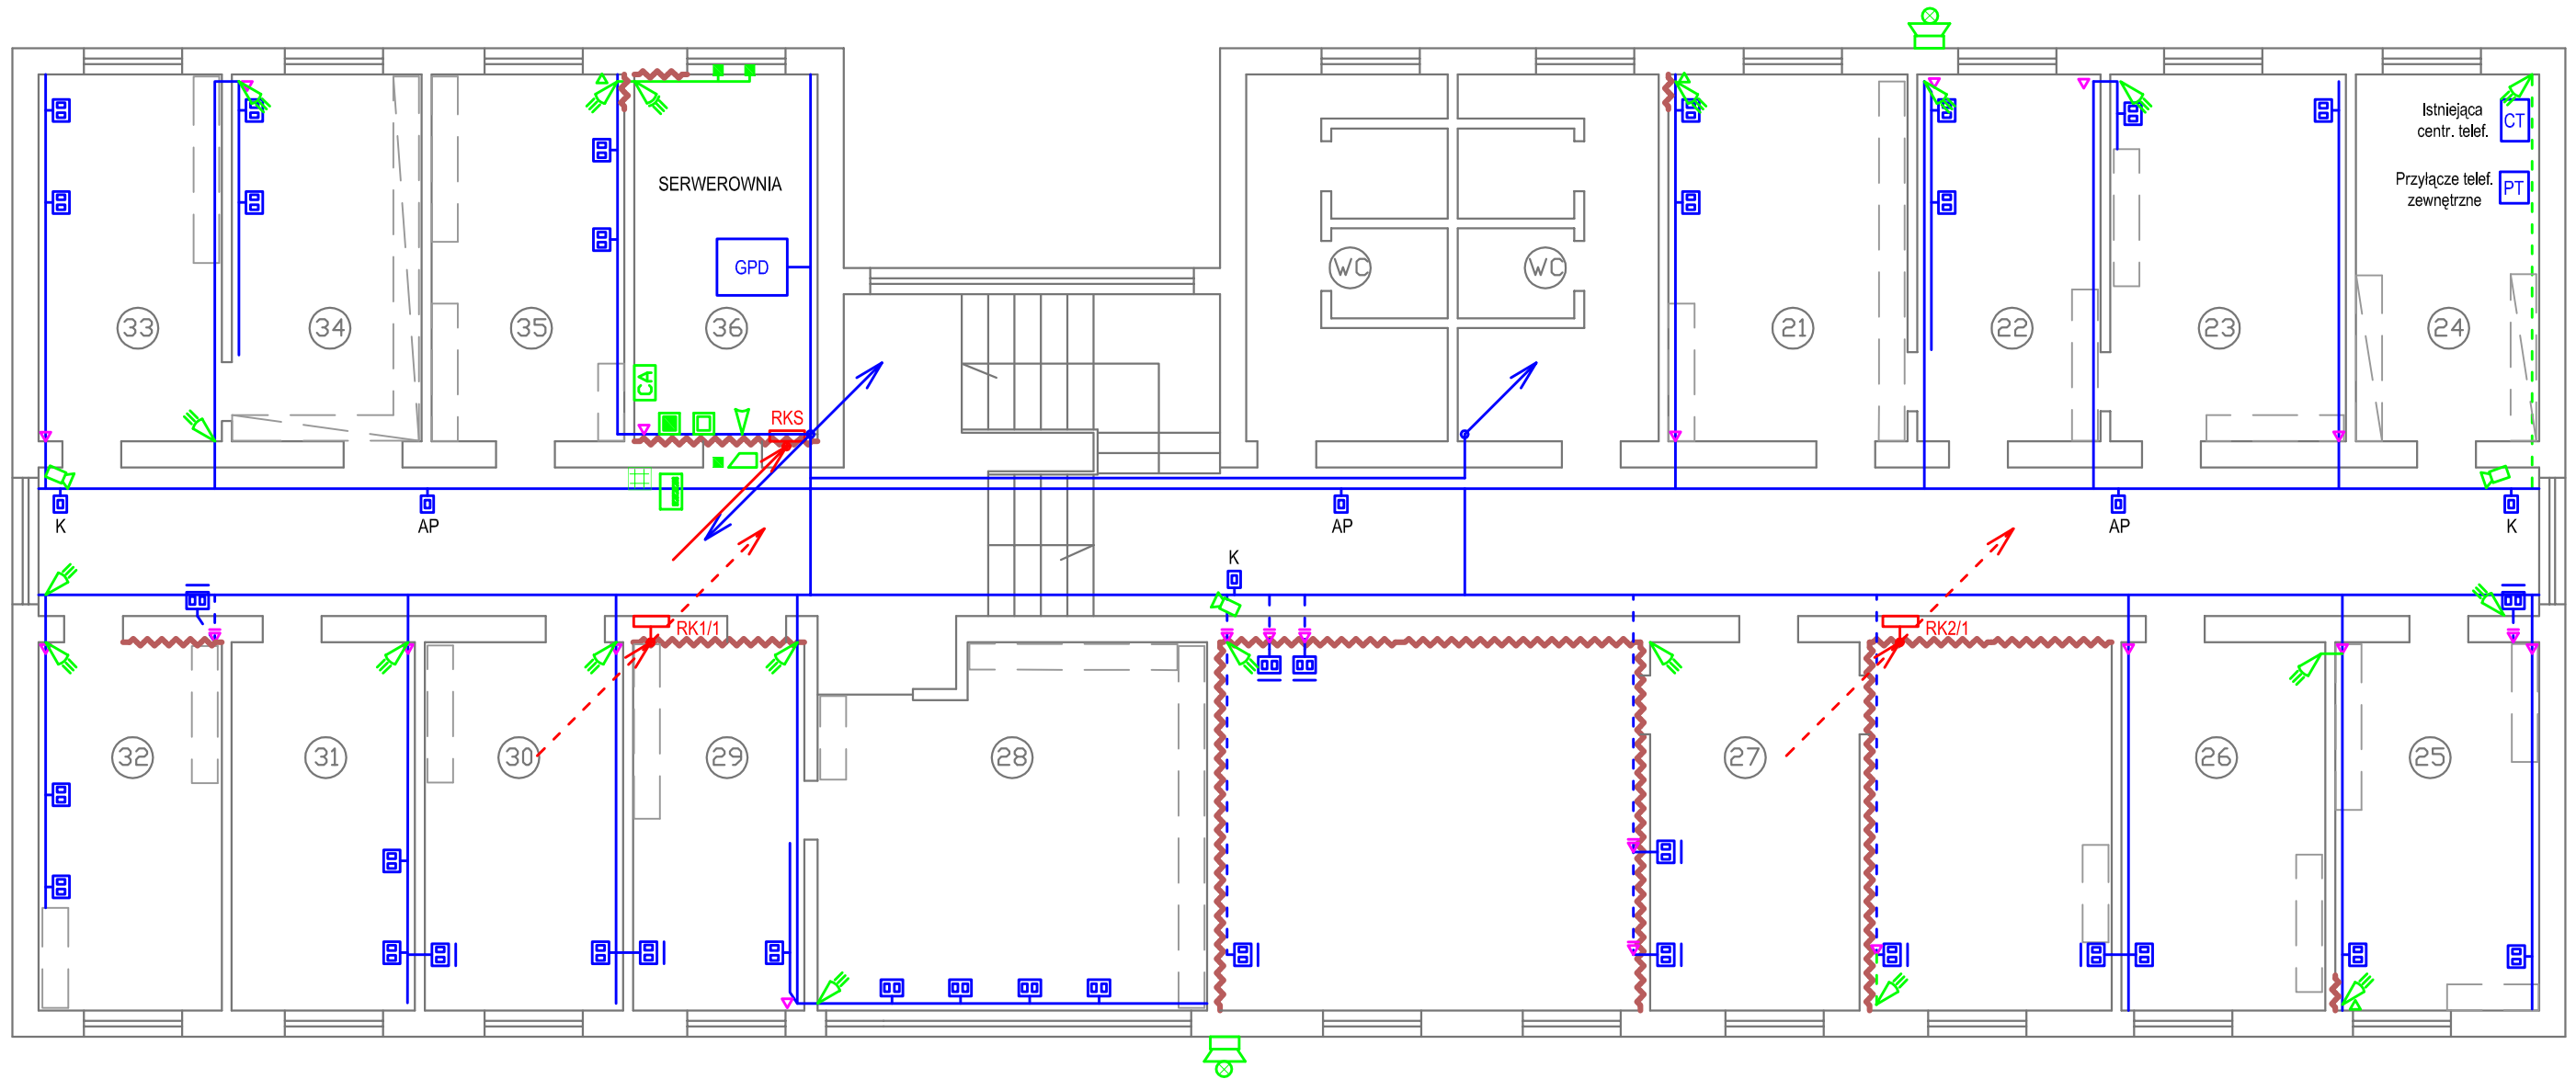 Istniejąca
centr. telef.
CT
Przyłącze telef.
zewnętrzne
PT
SERWEROWNIA
GPD
WC
WC
33
34
35
36
21
22
23
24
CA
RKS
K
AP
AP
AP
K
K
RK1/1
RK2/1
32
31
30
29
28
27
26
25